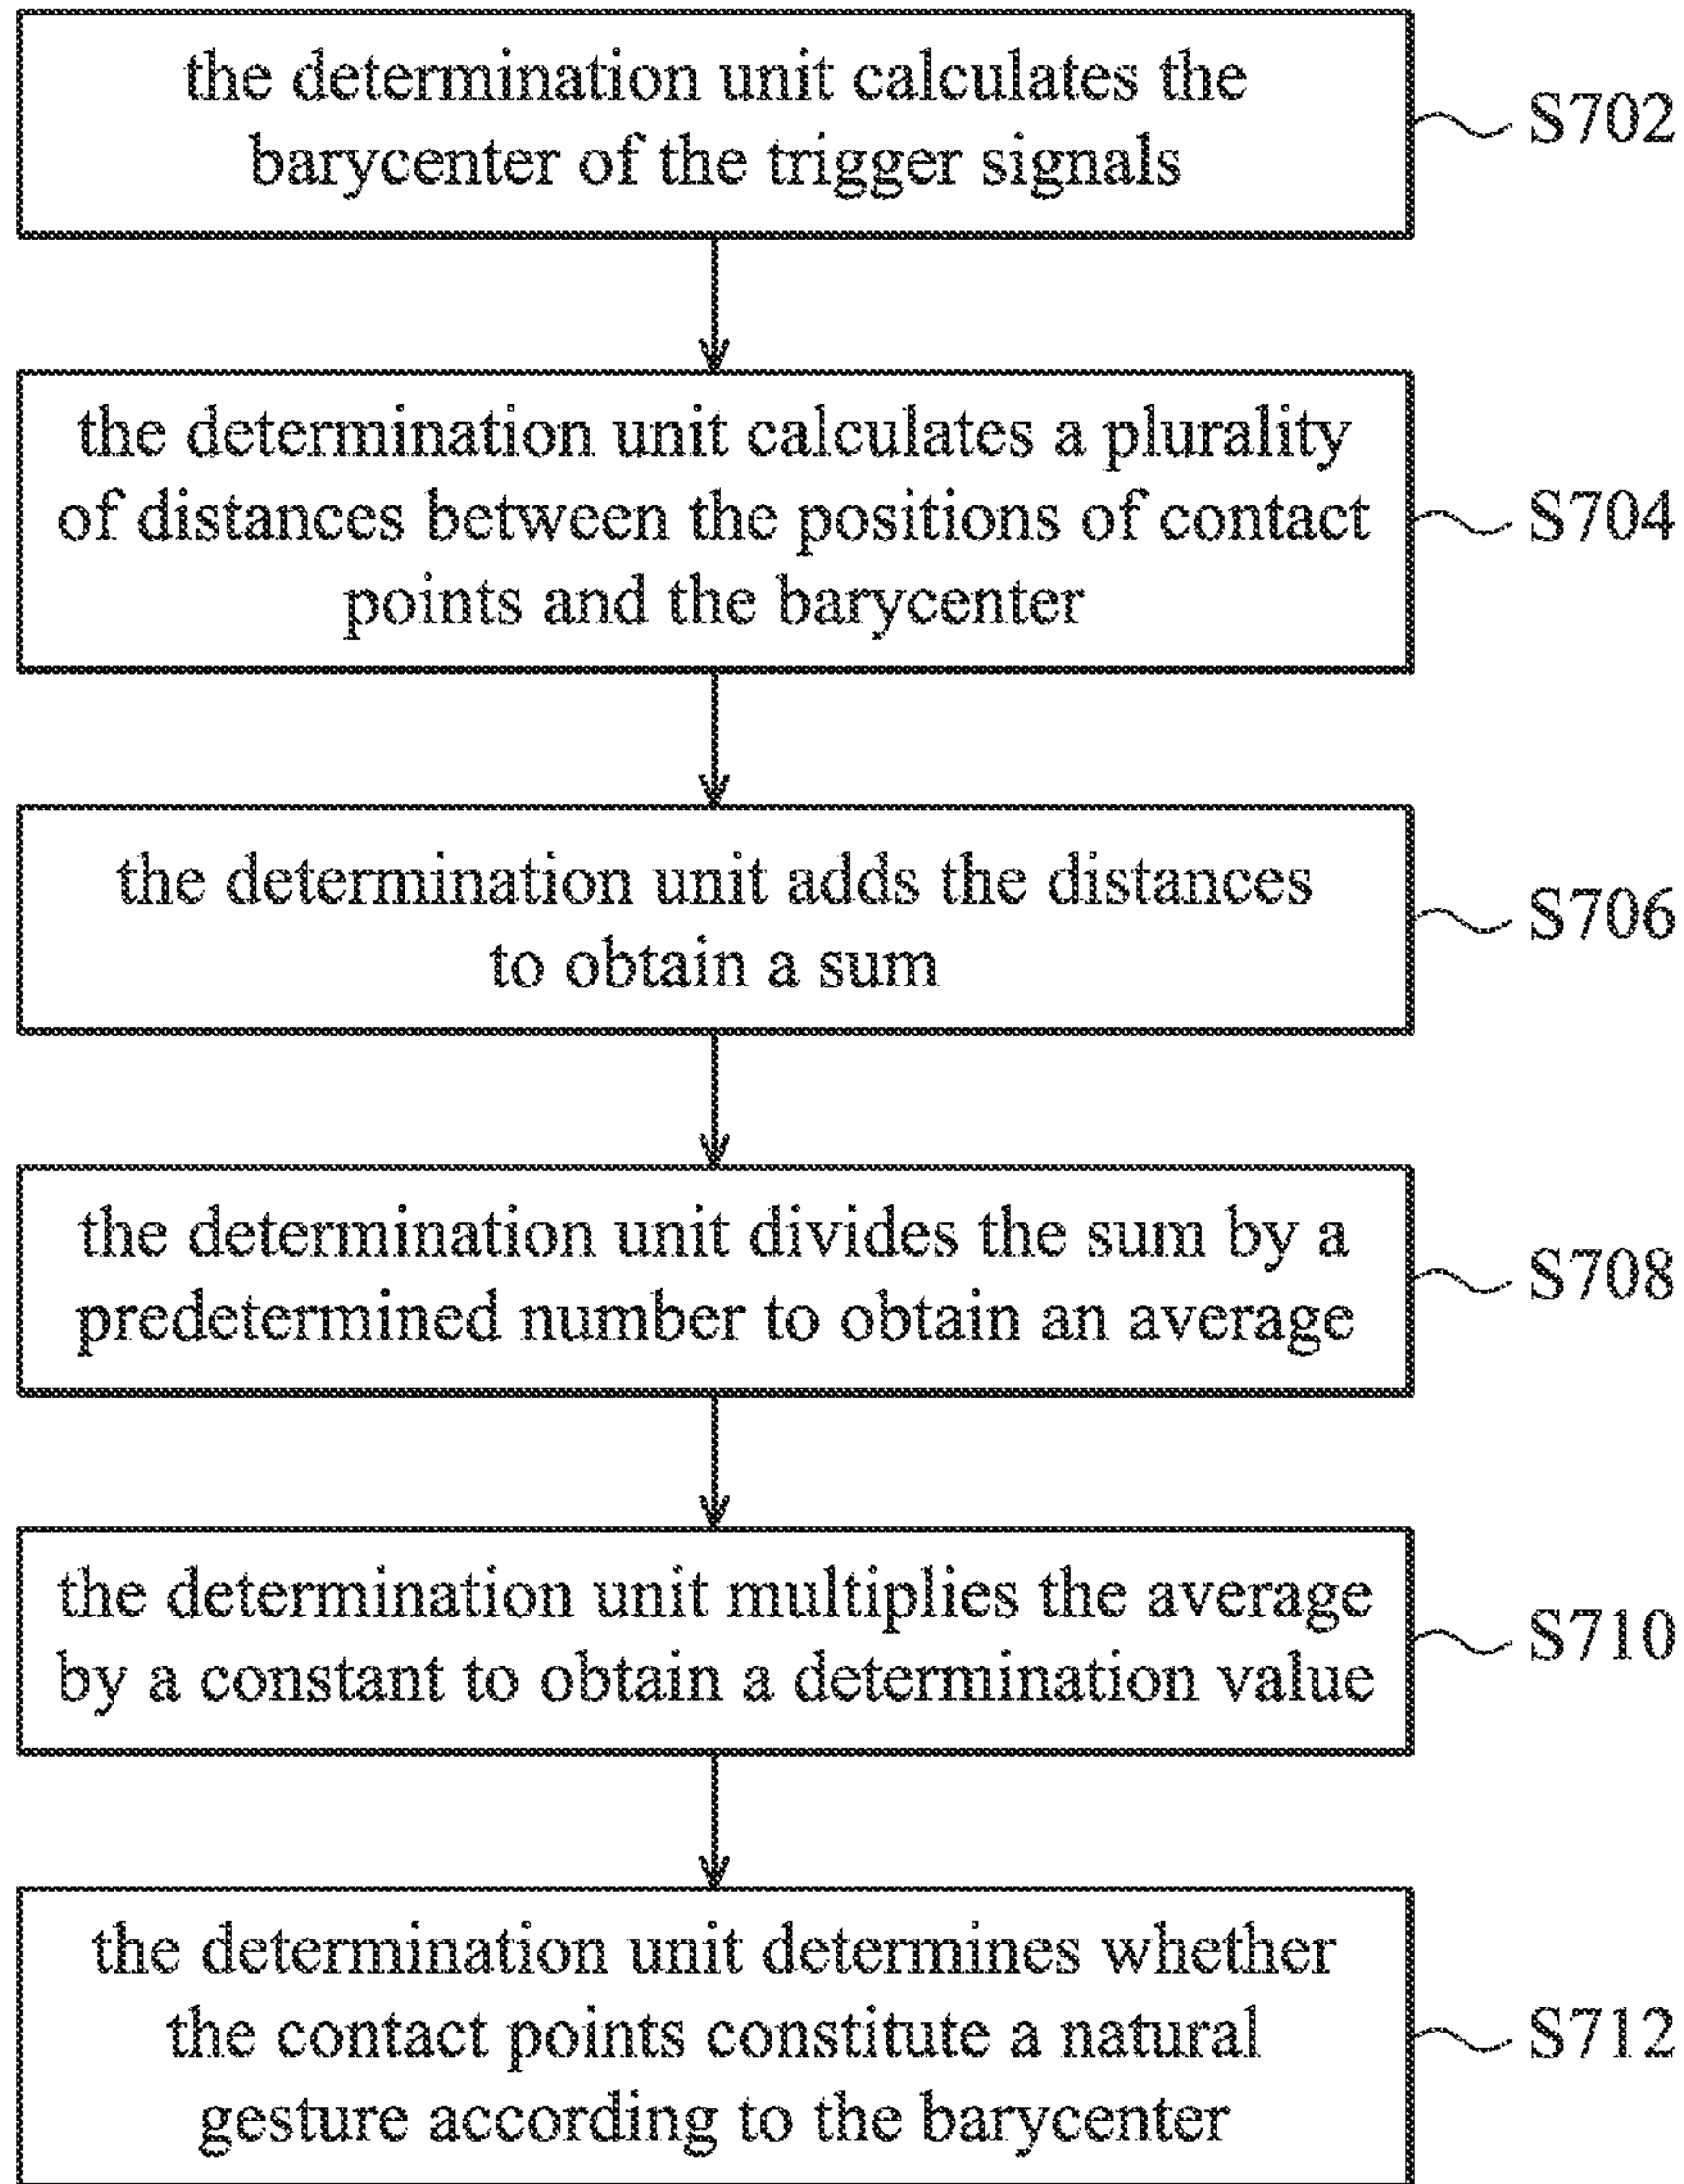 the determination unit calculates the
barycenter of the trigger signals
S702
the determination unit calculates a plurality
of distances between the positions of contact
points and the barycenter
S704
the determination unit adds the distances
to obtain a sum
S706
the determination unit divides the sum by a
predetermined number to obtain an average
S708
the determination unit multiplies the average
by a constant to obtain a determination value
S710
the determination unit determines whether
the contact points constitute a natural
gesture according to the barycenter
S712